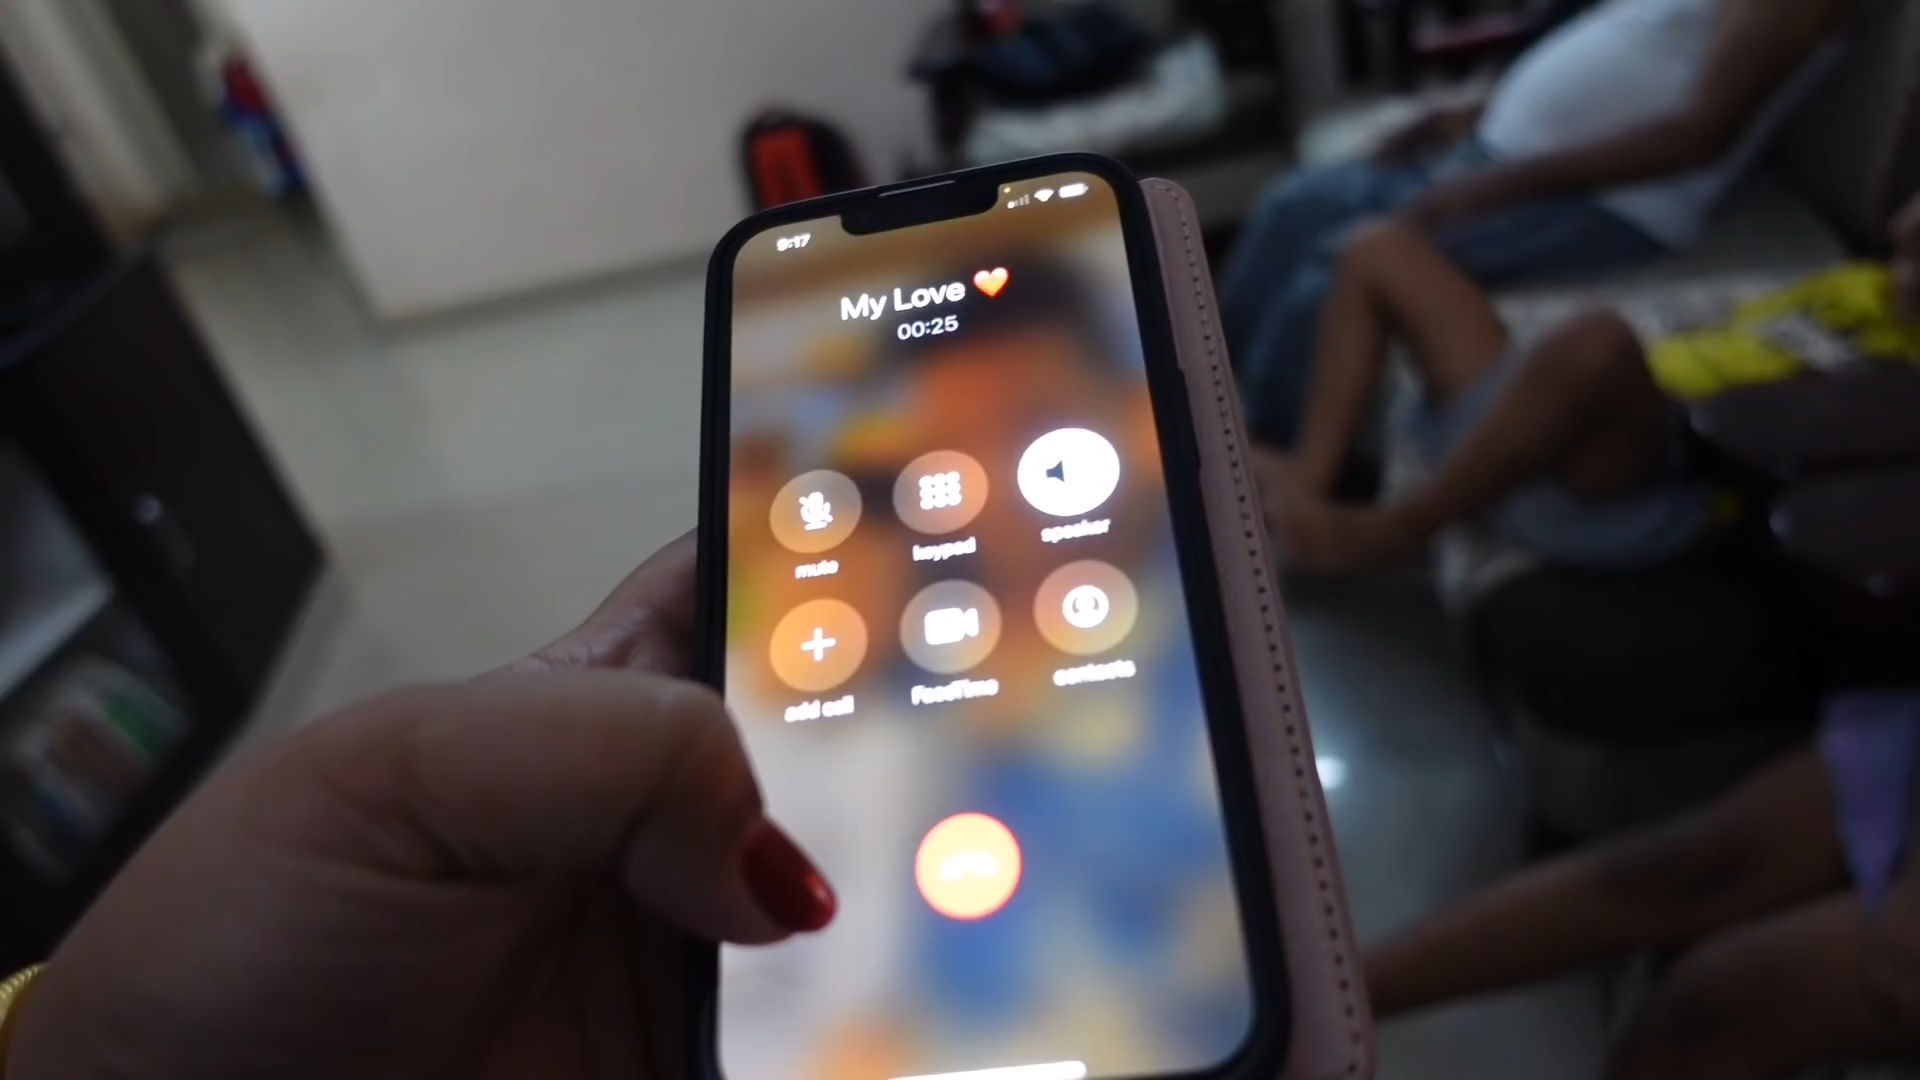 9:17
My Love ❤️
00:25
mute
keypad
speaker
add call
FaceTime
contacts